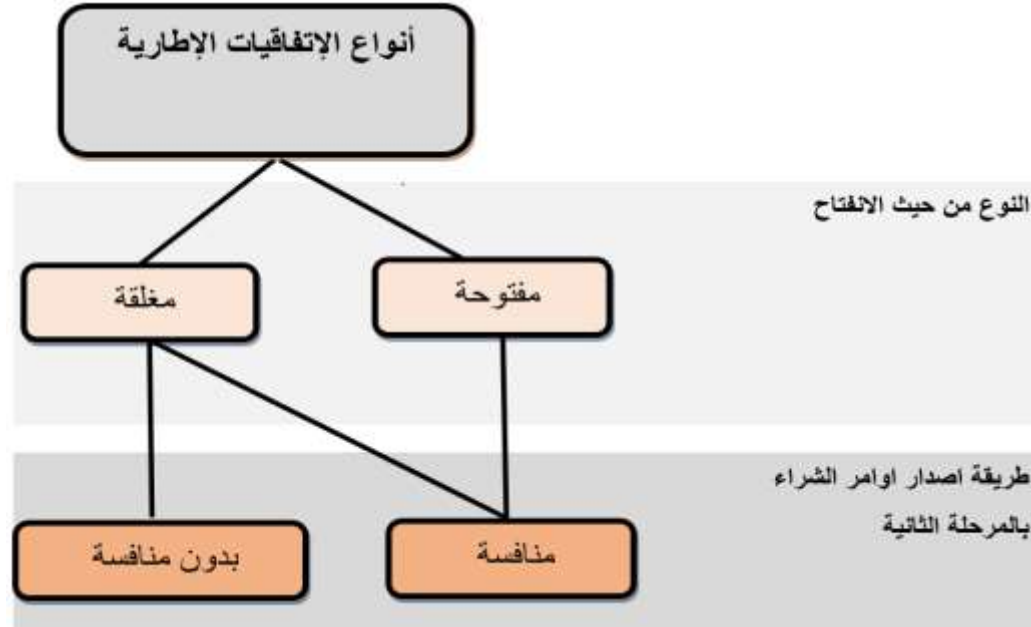 أنواع الإتفاقيات الإطارية
النوع من حيث الانفتاح
مفتوحة
مغلقة
طريقة اصدار اوامر الشراء
بالمرحلة الثانية
منافسة
بدون منافسة